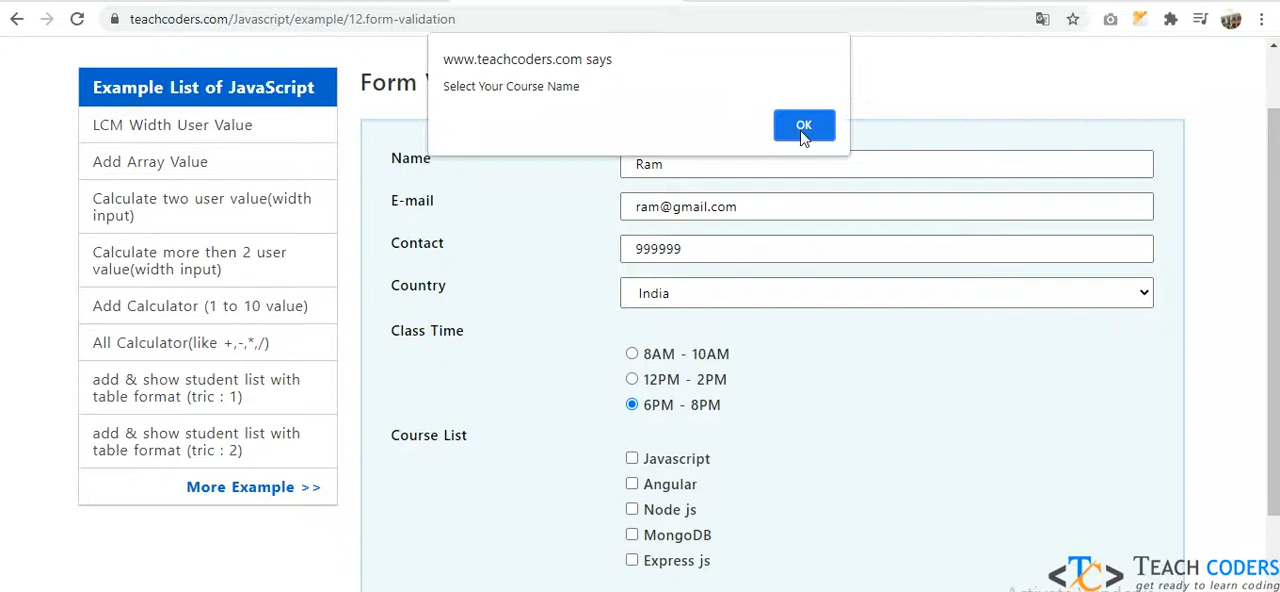 teachcoders.com/Javascript/example/12.form-validation
www.teachcoders.com says
Select Your Course Name
OK
Example List of JavaScript
LCM Width User Value
Add Array Value
Calculate two user value(width
input)
Calculate more then 2 user
value(width input)
Add Calculator (1 to 10 value)
All Calculator(like +,-,*,/)
add & show student list with
table format (tric : 1)
add & show student list with
table format (tric : 2)
More Example >>
Form
Name
Ram
E-mail
ram@gmail.com
Contact
999999
Country
India
Class Time
8AM - 10AM
12PM - 2PM
6PM - 8PM
Course List
Javascript
Angular
Node js
MongoDB
Express js
<TC> TEACH CODERS
get ready to learn coding